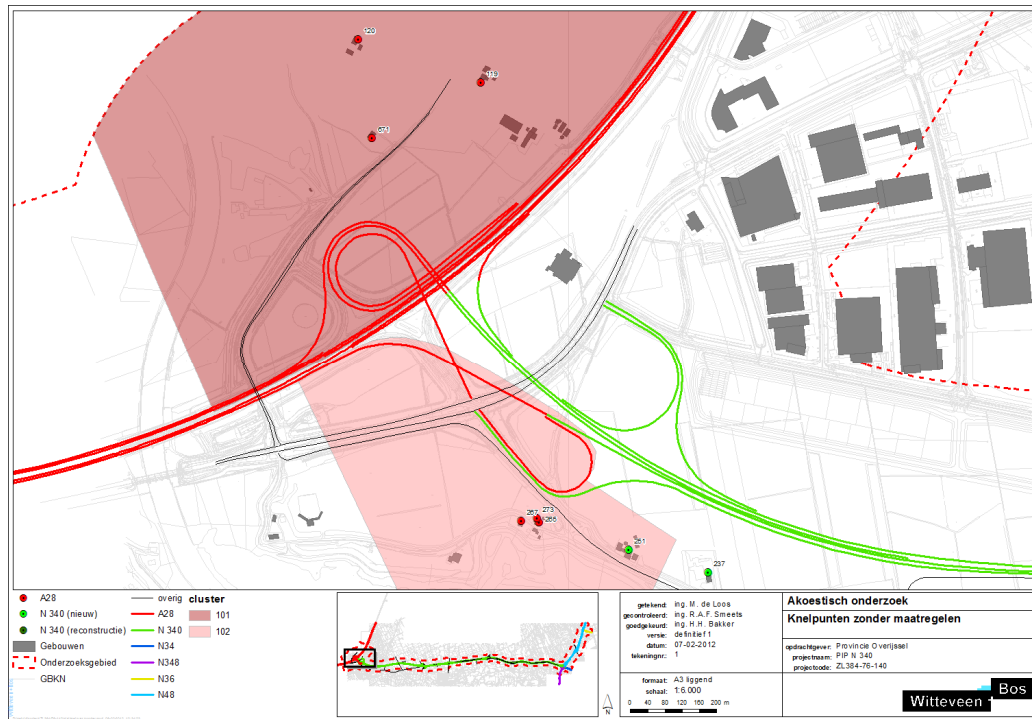 120
119
671
267
273
266
261
237
A28
N 340 (nieuw)
N 340 (reconstructie)
Gebouwen
Onderzoeksgebied
GBKN
overig
A28
N 340
N34
N348
N36
N48
cluster
101
102
getekend: ing. M. de Loos
gecontroleerd: ing. R.A.F. Smeets
goedgekeurd: ing. H.H. Bakker
versie: definitief 1
datum: 07-02-2012
tekeningnr.: 1
formaat: A3 liggend
schaal: 1:6.000
0 40 80 120 160 200 m
N
Akoestisch onderzoek
Knelpunten zonder maatregelen
opdrachtgever: Provincie Overijssel
projectnaam: PIP N 340
projectcode: ZL384-76-140
Witteveen + Bos